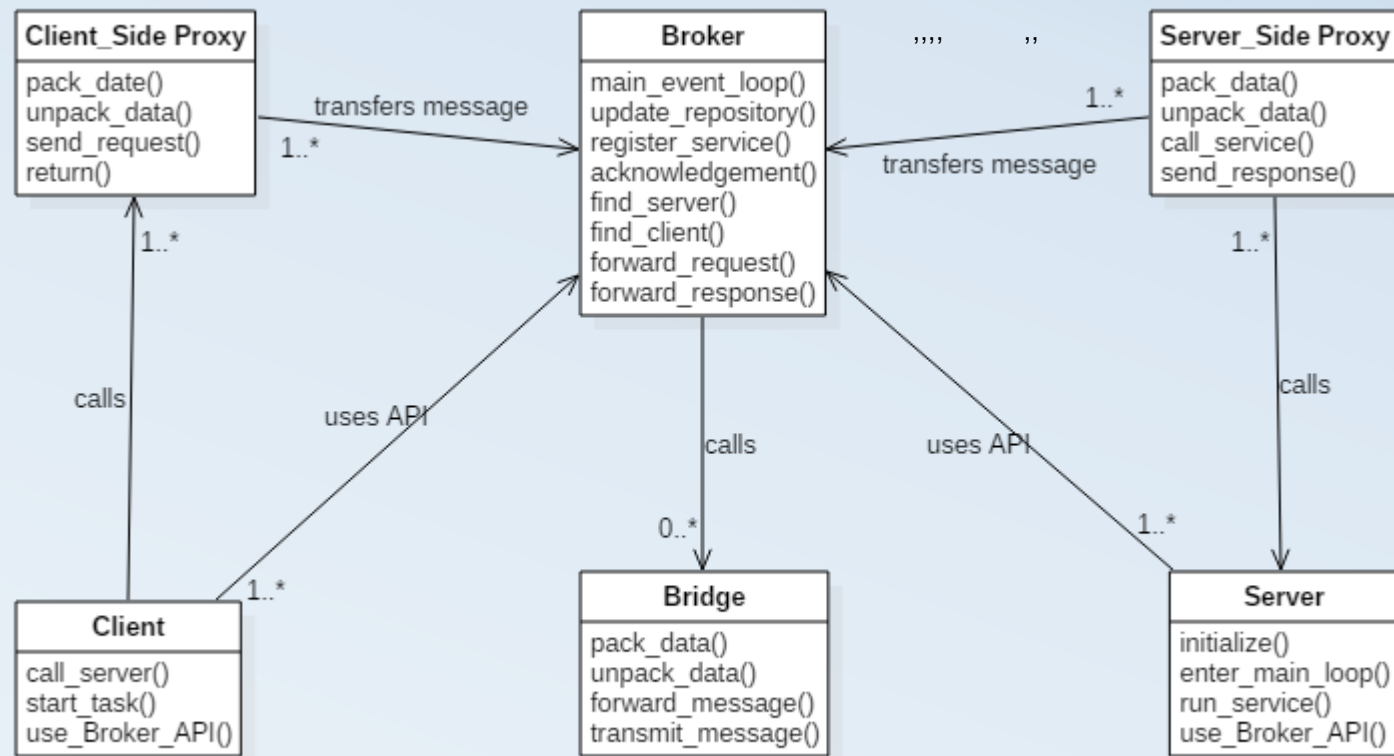 Client_Side Proxy
pack_date()
unpack_data()
send_request()
return()
transfers message
1..*
Broker
main_event_loop()
update_repository()
register_service()
acknowledgement()
find_server()
find_client()
forward_request()
forward_response()
,,,, ,,
Server_Side Proxy
pack_data()
unpack_data()
call_service()
send_response()
1..*
transfers message
1..*
1..*
calls
uses API
calls
uses API
calls
1..*
0..*
1..*
Client
call_server()
start_task()
use_Broker_API()
Bridge
pack_data()
unpack_data()
forward_message()
transmit_message()
Server
initialize()
enter_main_loop()
run_service()
use_Broker_API()